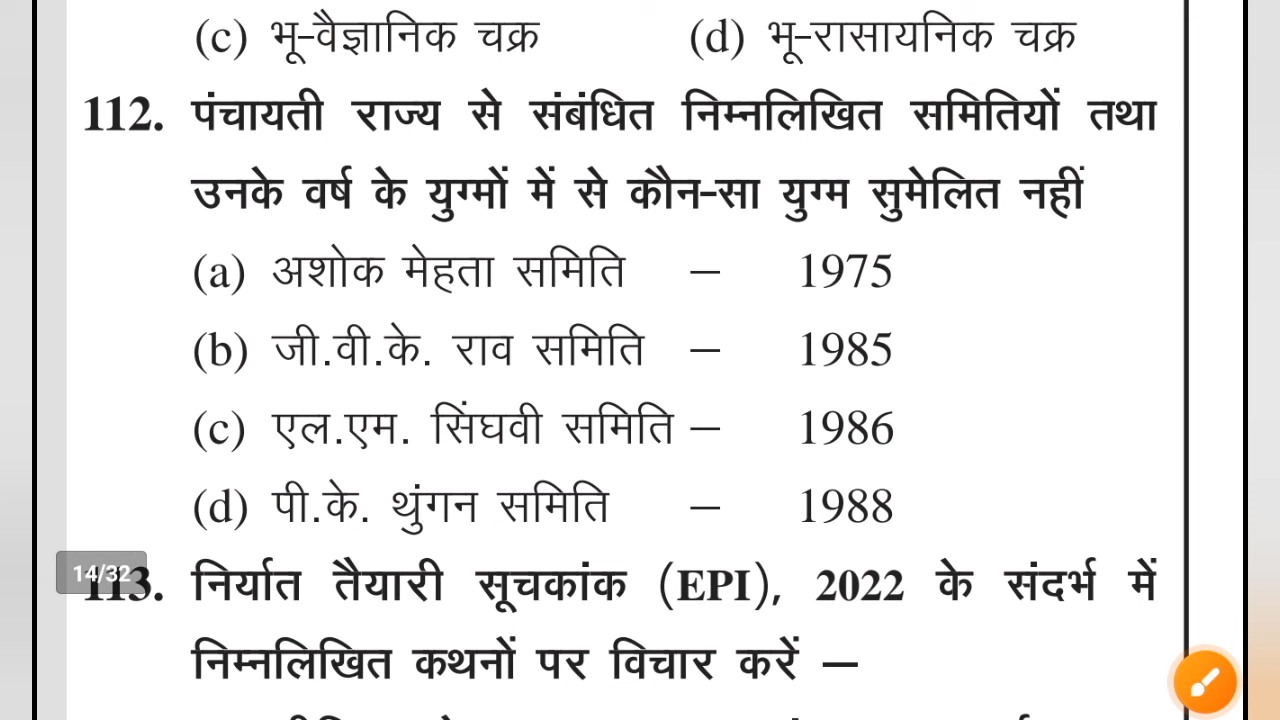 (c) भू-वैज्ञानिक चक्र (d) भू-रासायनिक चक्र
112. पंचायती राज्य से संबंधित निम्नलिखित समितियों तथा
उनके वर्ष के युग्मों में से कौन-सा युग्म सुमेलित नहीं
(a) अशोक मेहता समिति – 1975
(b) जी.वी.के. राव समिति – 1985
(c) एल.एम. सिंघवी समिति – 1986
(d) पी.के. थुंगन समिति – 1988
14/32
113. निर्यात तैयारी सूचकांक (EPI), 2022 के संदर्भ में
निम्नलिखित कथनों पर विचार करें –